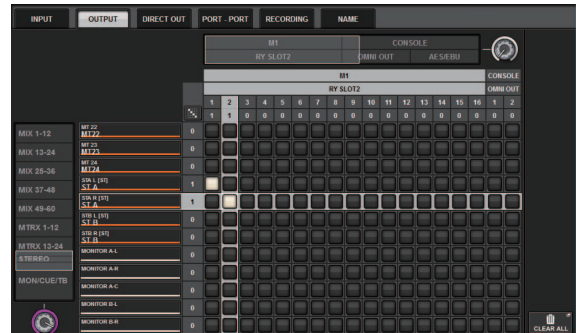 INPUT OUTPUT DIRECT OUT PORT - PORT RECORDING NAME
M1 CONSOLE
RY SLOT2 OMNI OUT AES/EBU
M1 CONSOLE
RY SLOT2 OMNI OUT
1 2 3 4 5 6 7 8 9 10 11 12 13 14 15 16 1 2
1 1 0 0 0 0 0 0 0 0 0 0 0 0 0 0 0 0
MT 22
MT22 0
MIX 1-12
MT 23
MT23 0
MIX 13-24
MT 24
MT24 0
MIX 25-36
STA L [ST]
ST A 1
MIX 37-48
STA R [ST]
ST A 1
MIX 49-60
STB L [ST]
ST B 0
MTRX 1-12
STB R [ST]
ST B 0
MTRX 13-24
MONITOR A-L 0
STEREO
MONITOR A-R 0
MON/CUE/TB
MONITOR A-C 0
MONITOR B-L 0
MONITOR B-R 0
CLEAR ALL